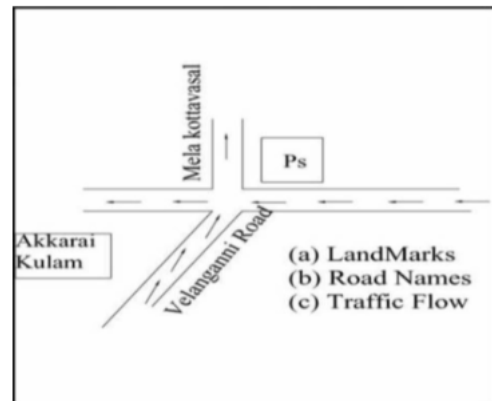 Mela kottavasal
Ps
Akkarai
Kulam
Velanganni Road
(a) LandMarks
(b) Road Names
(c) Traffic Flow